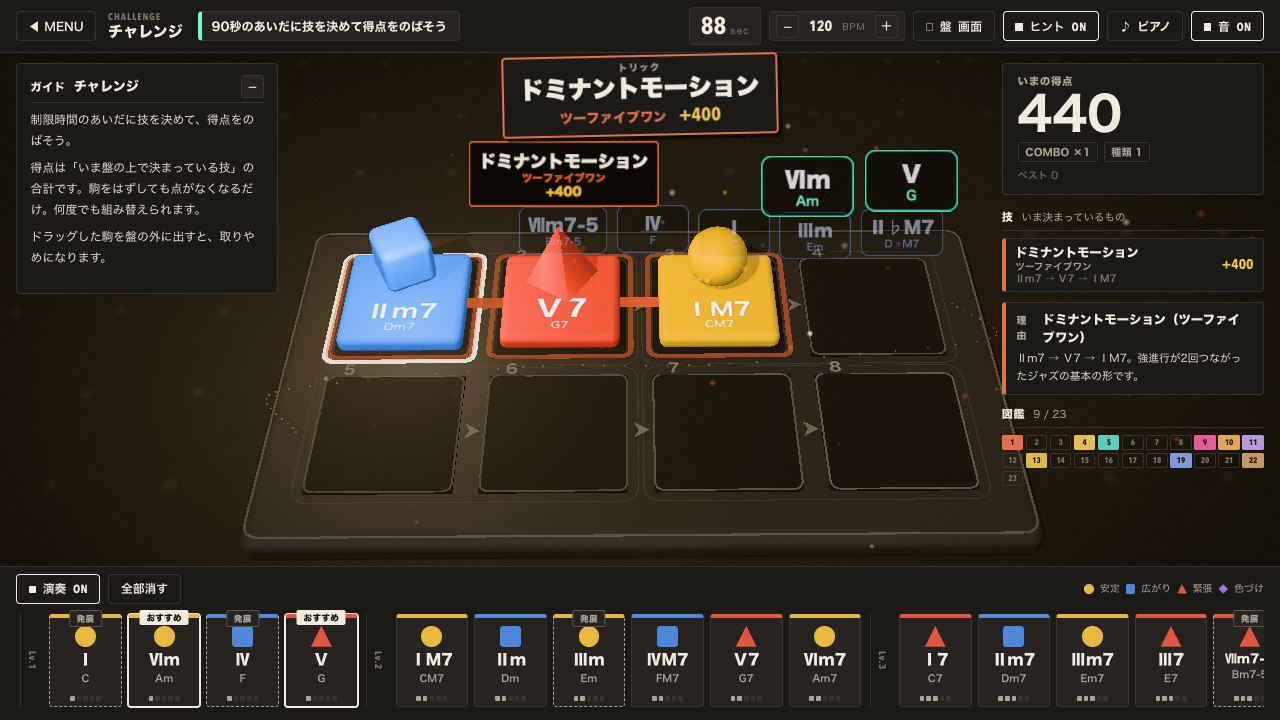 MENU
CHALLENGE
チャレンジ
90秒のあいだに技を決めて得点をのばそう
88 sec
− 120 BPM +
盤 画面
ヒント ON
♪ ピアノ
音 ON
ガイド チャレンジ −
制限時間のあいだに技を決めて、得点をの
ばそう。
得点は「いま盤の上で決まっている技」の
合計です。駒をはずしても点がなくなるだ
け。何度でも組み替えられます。
ドラッグした駒を盤の外に出すと、取りや
めになります。
トリック
ドミナントモーション
ツーファイブワン +400
ドミナントモーション
ツーファイブワン
+400
Ⅵm
Am
Ⅴ
G
Ⅶm7-5
Bm7-5
Ⅳ
F
Ⅰ
C
Ⅲm
Em
Ⅱ♭M7
D♭M7
2
3
4
Ⅱm7
Dm7
Ⅴ7
G7
ⅠM7
CM7
5
6
7
8
いまの得点
440
COMBO ×1
種類 1
ベスト 0
技 いま決まっているもの
ドミナントモーション
ツーファイブワン
Ⅱm7 → Ⅴ7 → ⅠM7
+400
理由
ドミナントモーション（ツーファイ
ブワン）
Ⅱm7 → Ⅴ7 → ⅠM7。強進行が2回つながっ
たジャズの基本の形です。
図鑑 9 / 23
1 2 3 4 5 6 7 8 9 10 11
12 13 14 15 16 17 18 19 20 21 22
23
演奏 ON
全部消す
安定 広がり 緊張 色づけ
Lv.1
発展
Ⅰ
C
おすすめ
Ⅵm
Am
発展
Ⅳ
F
おすすめ
Ⅴ
G
Lv.2
ⅠM7
CM7
Ⅱm
Dm
発展
Ⅲm
Em
ⅣM7
FM7
Ⅴ7
G7
Ⅵm7
Am7
Lv.3
Ⅰ7
C7
Ⅱm7
Dm7
Ⅲm7
Em7
Ⅲ7
E7
発展
Ⅶm7-
Bm7-5